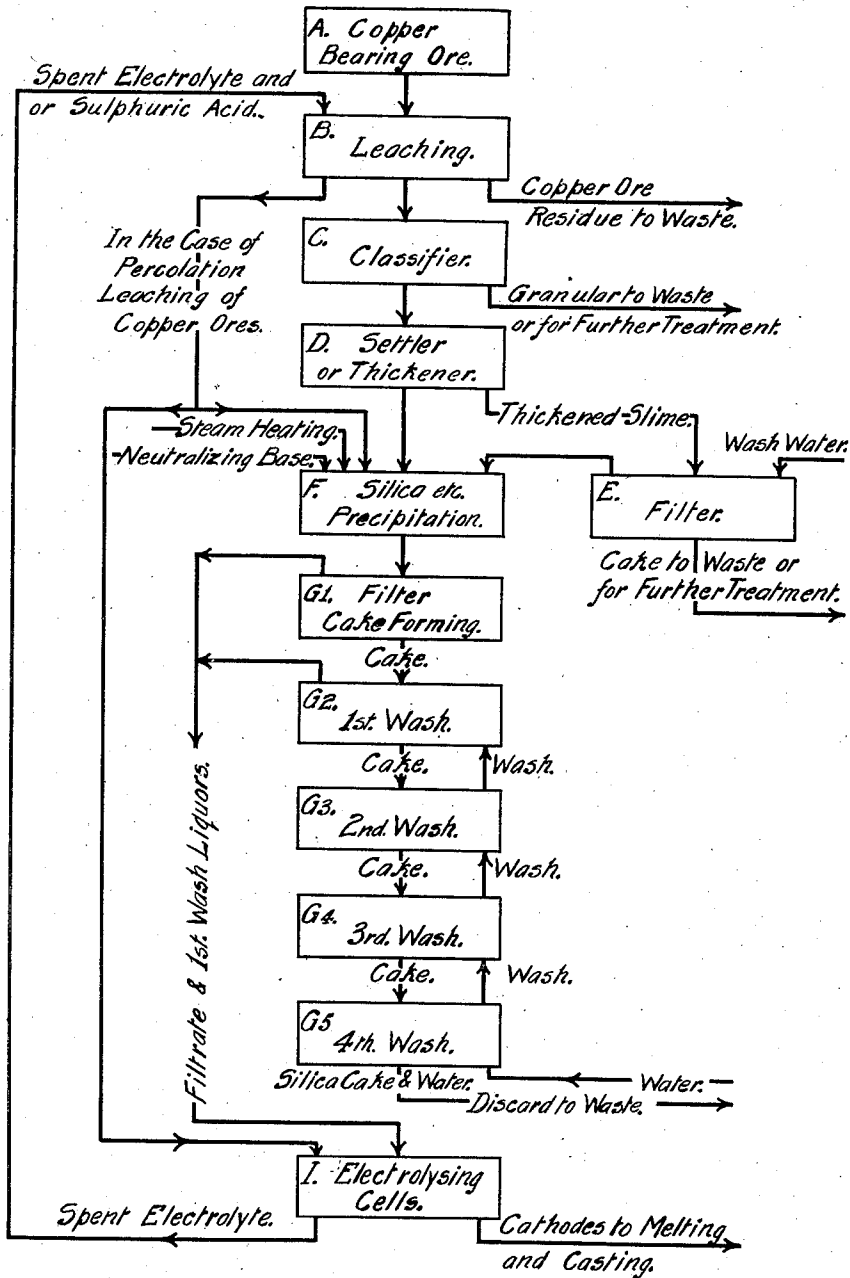 A. Copper
Bearing Ore.
Spent Electrolyte and
or Sulphuric Acid.
B.
Leaching.
Copper Ore
Residue to Waste.
In the Case of
Percolation
Leaching of
Copper Ores.
C.
Classifier.
Granular to Waste
or for Further Treatment.
D. Settler
or Thickener.
Thickened Slime.
Steam Heating.
Neutralizing Base.
Wash Water.
F. Silica etc.
Precipitation.
E.
Filter.
Cake to Waste or
for Further Treatment.
G1. Filter
Cake Forming.
Cake.
G2.
1st. Wash.
Cake.
Wash.
G3.
2nd. Wash.
Cake.
Wash.
G4.
3rd. Wash.
Cake.
Wash.
G5
4th. Wash.
Silica Cake & Water.
Water.
Discard to Waste.
Filtrate & 1st. Wash Liquors.
I. Electrolysing
Cells.
Spent Electrolyte.
Cathodes to Melting
and Casting.